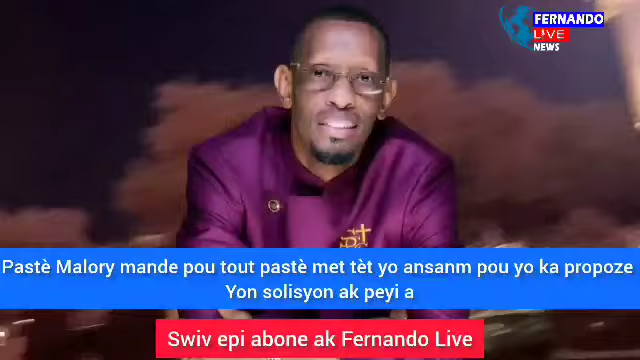 FERNANDO
LIVE
NEWS
Pastè Malory mande pou tout pastè met tèt yo ansanm pou yo ka propoze
Yon solisyon ak peyi a
Swiv epi abone ak Fernando Live